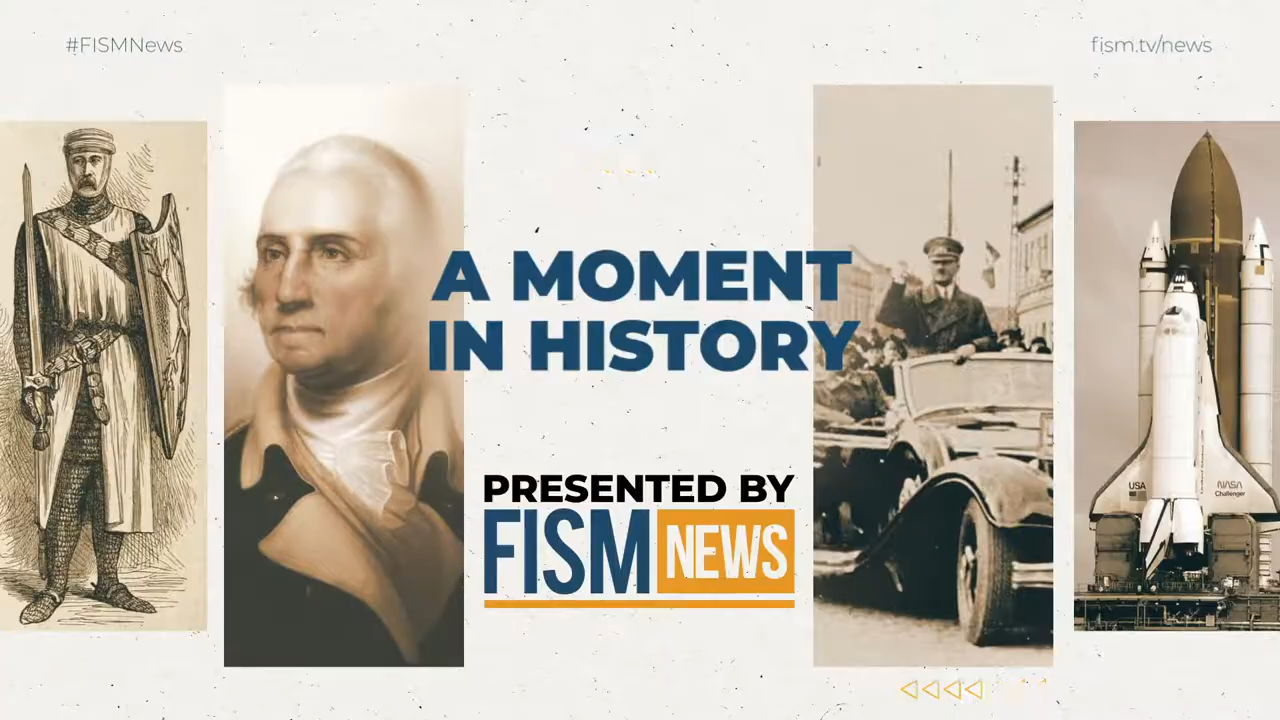 #FISMNews
fism.tv/news
A MOMENT
IN HISTORY
PRESENTED BY
FISM NEWS
USA
NASA
Challenger